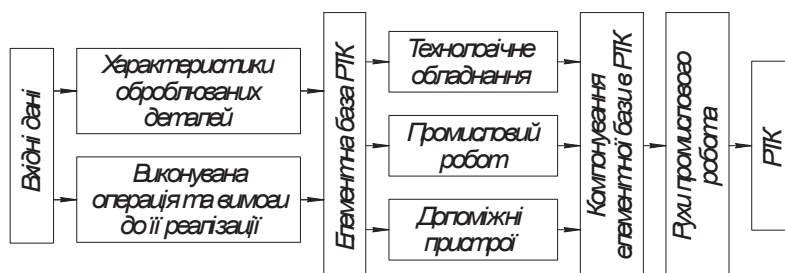 Вхідні дані
Характеристики
оброблюваних
деталей
Виконувана
операція та вимоги
до її реалізації
Елементна база РТК
Технологічне
обладнання
Промисловий
робот
Допоміжні
пристрої
Компонування
елементної бази в РТК
Рухи промислового
робота
РТК